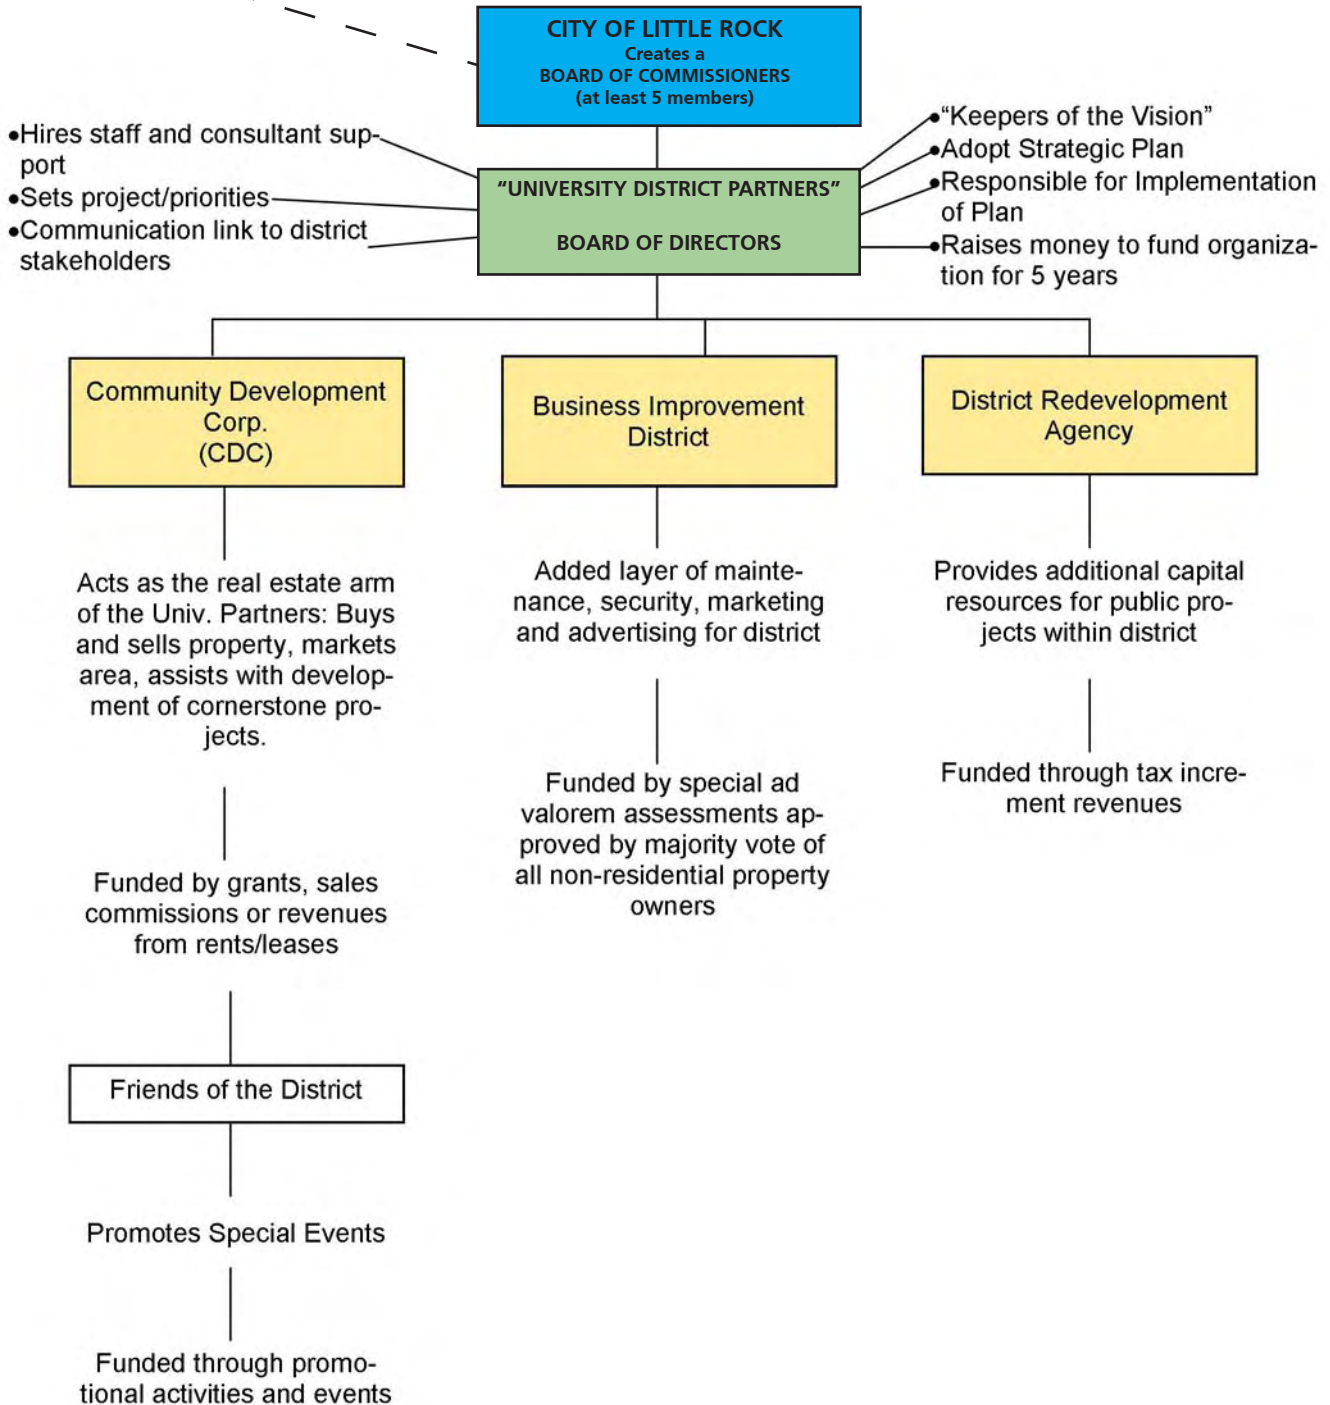 CITY OF LITTLE ROCK
Creates a
BOARD OF COMMISSIONERS
(at least 5 members)
•Hires staff and consultant sup-
port
•Sets project/priorities
•Communication link to district
stakeholders
“UNIVERSITY DISTRICT PARTNERS”
BOARD OF DIRECTORS
•“Keepers of the Vision”
•Adopt Strategic Plan
•Responsible for Implementation
of Plan
•Raises money to fund organiza-
tion for 5 years
Community Development
Corp.
(CDC)
Acts as the real estate arm
of the Univ. Partners: Buys
and sells property, markets
area, assists with develop-
ment of cornerstone pro-
jects.
Funded by grants, sales
commissions or revenues
from rents/leases
Friends of the District
Promotes Special Events
Funded through promo-
tional activities and events
Business Improvement
District
Added layer of mainte-
nance, security, marketing
and advertising for district
Funded by special ad
valorem assessments ap-
proved by majority vote of
all non-residential property
owners
District Redevelopment
Agency
Provides additional capital
resources for public pro-
jects within district
Funded through tax incre-
ment revenues